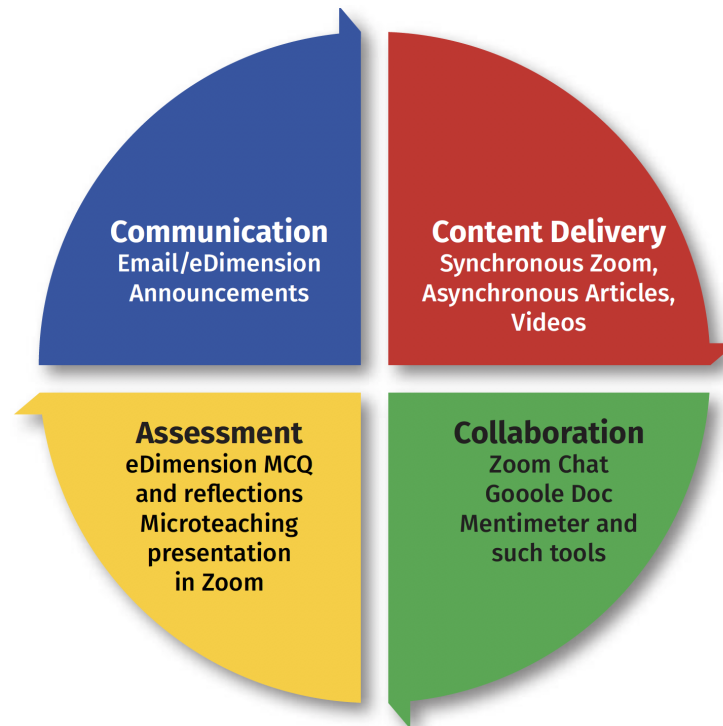 Communication
Email/eDimension
Announcements
Content Delivery
Synchronous Zoom,
Asynchronous Articles,
Videos
Assessment
eDimension MCQ
and reflections
Microteaching
presentation
in Zoom
Collaboration
Zoom Chat
Gooole Doc
Mentimeter and
such tools